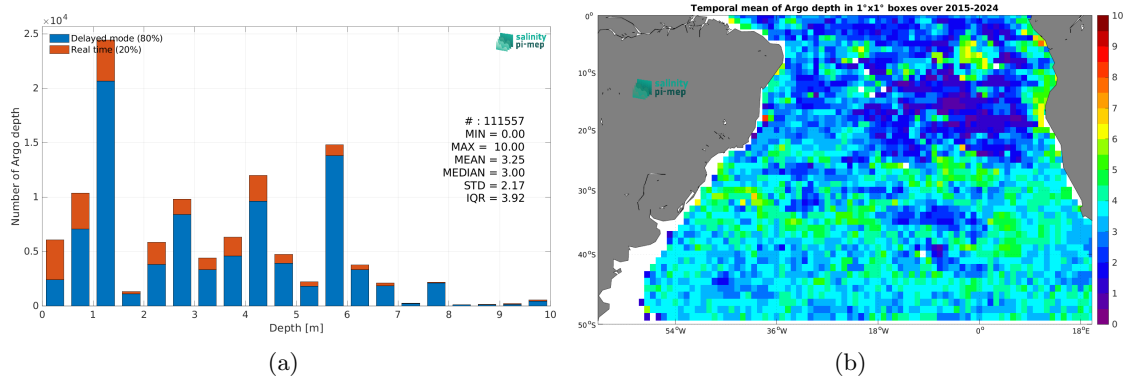 ×10^4
2.5
2
1.5
1
0.5
0
Number of Argo depth
Delayed mode (80%)
Real time (20%)
salinity
pi-mep
# : 111557
MIN = 0.00
MAX = 10.00
MEAN = 3.25
MEDIAN = 3.00
STD = 2.17
IQR = 3.92
0 1 2 3 4 5 6 7 8 9 10
Depth [m]
(a)
Temporal mean of Argo depth in 1°x1° boxes over 2015-2024
0°
10°S
20°S
30°S
40°S
50°S
salinity
pi-mep
54°W 36°W 18°W 0° 18°E
10
9
8
7
6
5
4
3
2
1
0
(b)